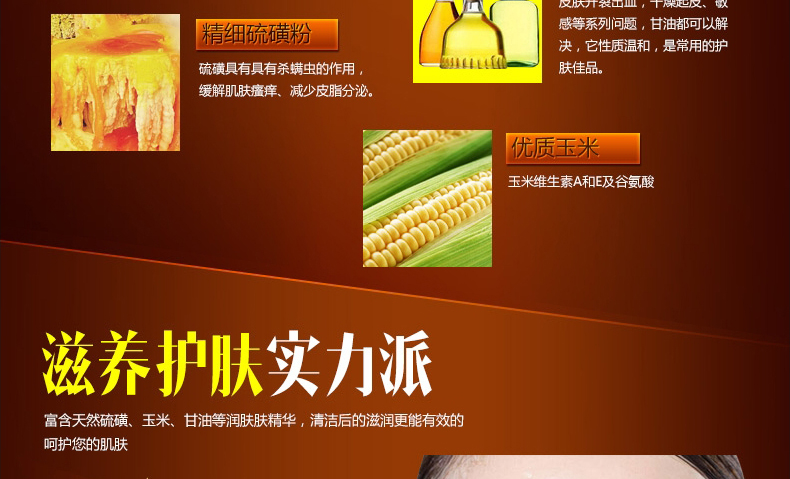 精细硫磺粉
硫磺具有具有杀螨虫的作用，
缓解肌肤瘙痒、减少皮脂分泌。
皮肤开裂出血，干燥起皮、敏
感等系列问题，甘油都可以解
决，它性质温和，是常用的护
肤佳品。
优质玉米
玉米维生素A和E及谷氨酸
滋养护肤实力派
富含天然硫磺、玉米、甘油等润肤肤精华，清洁后的滋润更能有效的
呵护您的肌肤